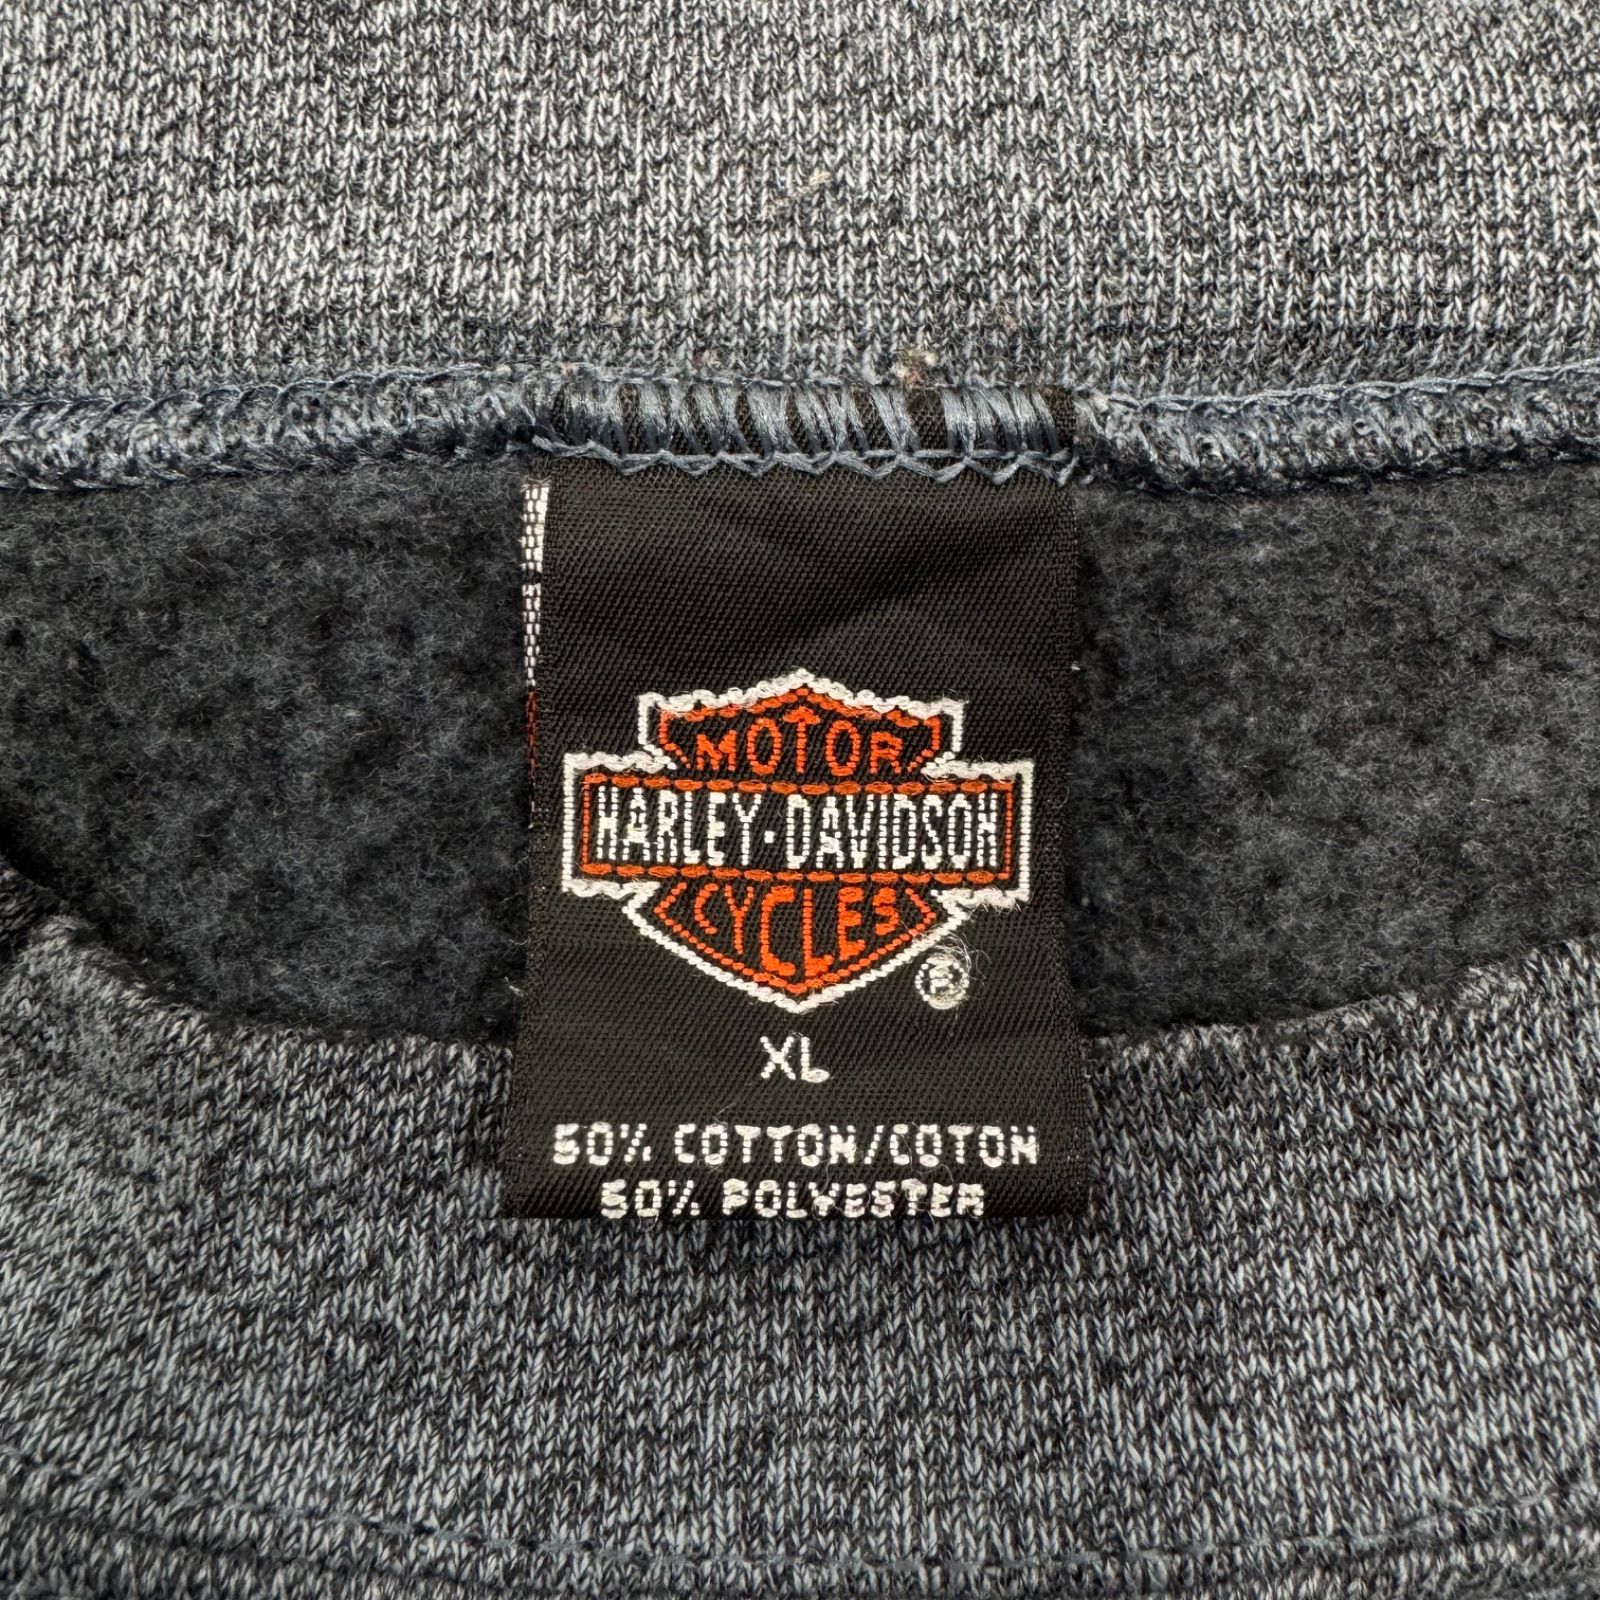 MOTOR
HARLEY-DAVIDSON
CYCLES
®
XL
50% COTTON/COTON
50% POLYESTER